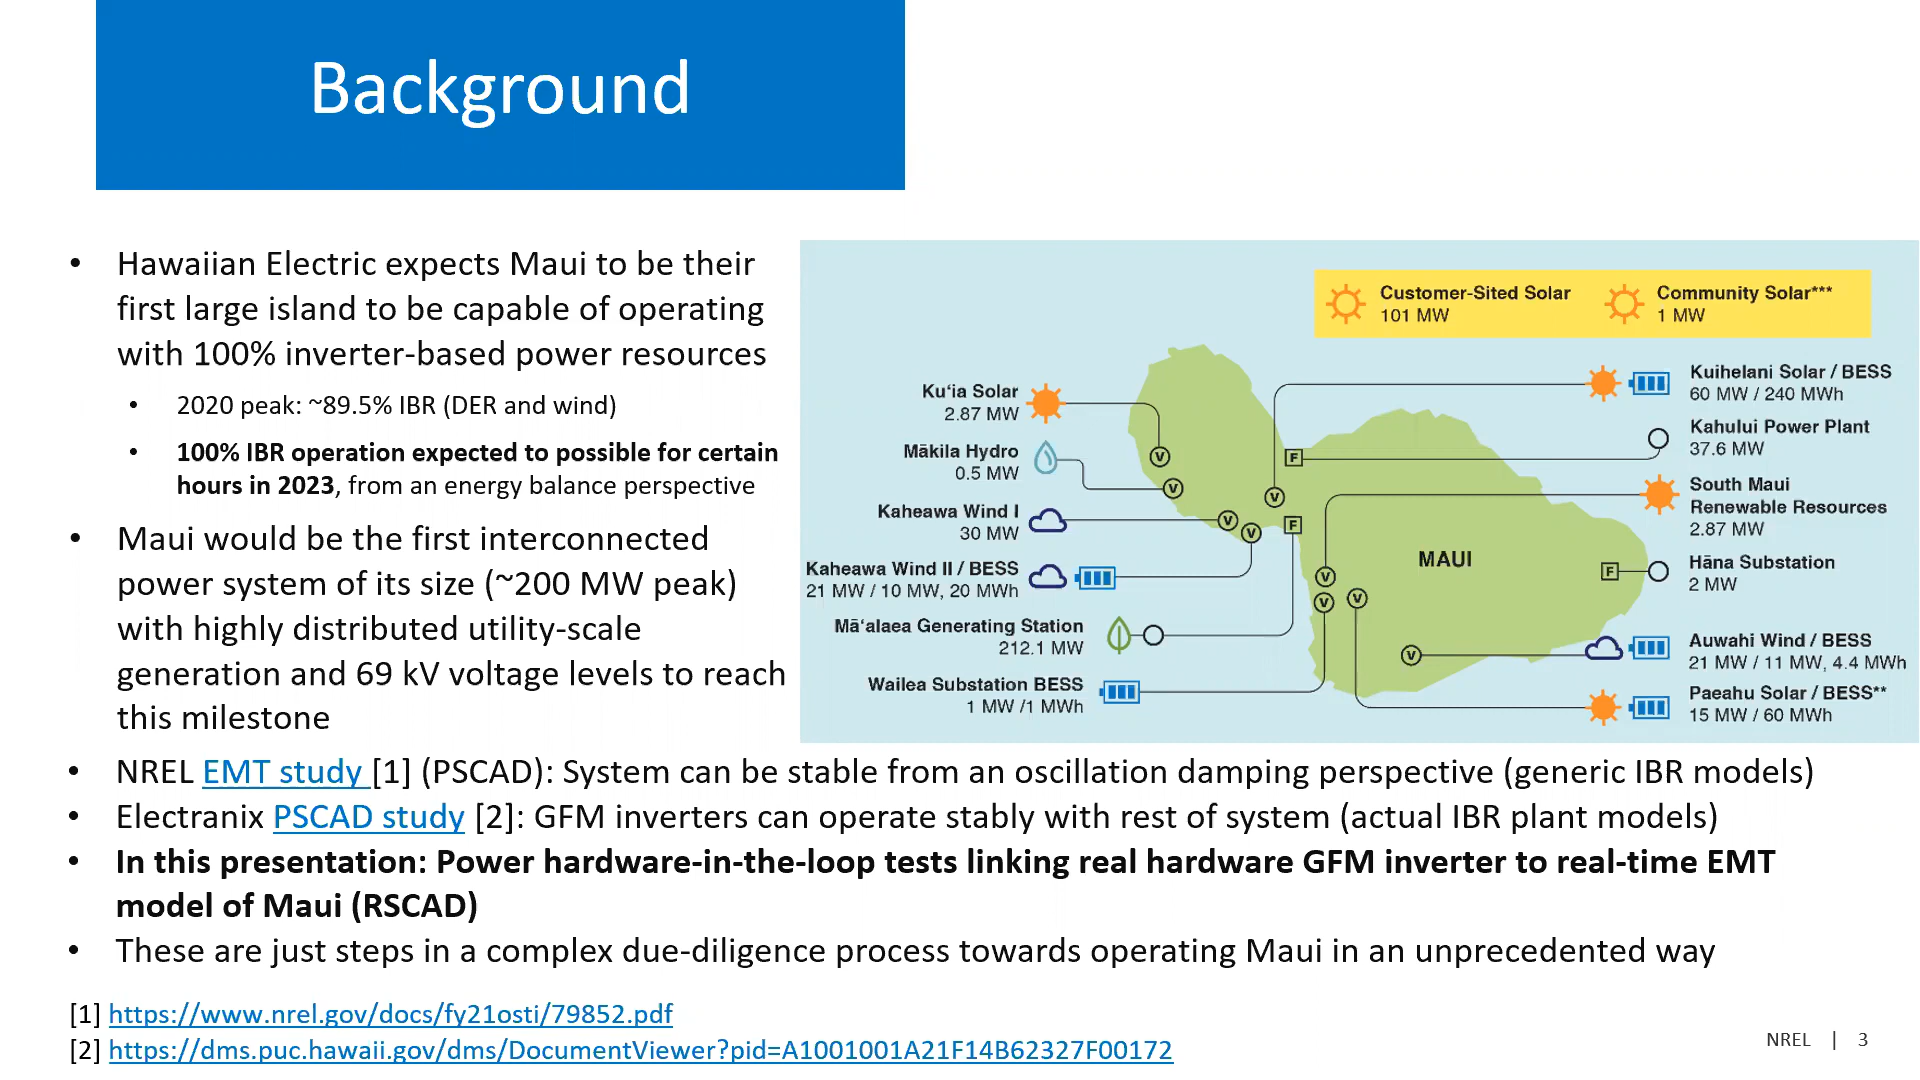 Background
• Hawaiian Electric expects Maui to be their
first large island to be capable of operating
with 100% inverter-based power resources
• 2020 peak: ~89.5% IBR (DER and wind)
• 100% IBR operation expected to possible for certain
hours in 2023, from an energy balance perspective
• Maui would be the first interconnected
power system of its size (~200 MW peak)
with highly distributed utility-scale
generation and 69 kV voltage levels to reach
this milestone
Customer-Sited Solar
101 MW
Community Solar***
1 MW
Kuʻia Solar
2.87 MW
Mākila Hydro
0.5 MW
Kaheawa Wind I
30 MW
Kaheawa Wind II / BESS
21 MW / 10 MW, 20 MWh
Māʻalaea Generating Station
212.1 MW
Wailea Substation BESS
1 MW /1 MWh
V
V
V
V
V
F
F
V
V
V
V
F
MAUI
Kuihelani Solar / BESS
60 MW / 240 MWh
Kahului Power Plant
37.6 MW
South Maui
Renewable Resources
2.87 MW
Hāna Substation
2 MW
Auwahi Wind / BESS
21 MW / 11 MW, 4.4 MWh
Paeahu Solar / BESS**
15 MW / 60 MWh
• NREL EMT study [1] (PSCAD): System can be stable from an oscillation damping perspective (generic IBR models)
• Electranix PSCAD study [2]: GFM inverters can operate stably with rest of system (actual IBR plant models)
• In this presentation: Power hardware-in-the-loop tests linking real hardware GFM inverter to real-time EMT
model of Maui (RSCAD)
• These are just steps in a complex due-diligence process towards operating Maui in an unprecedented way
[1] https://www.nrel.gov/docs/fy21osti/79852.pdf
[2] https://dms.puc.hawaii.gov/dms/DocumentViewer?pid=A1001001A21F14B62327F00172
NREL | 3